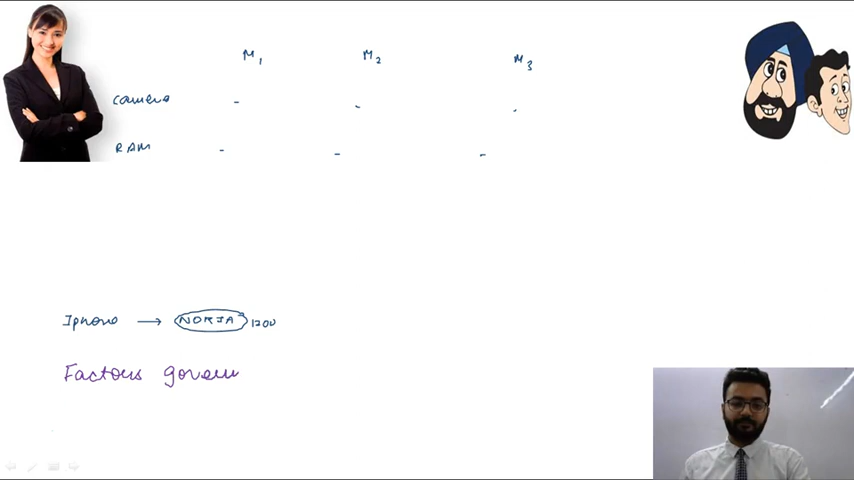 M1 M2 M3
Camera - - -
RAM - - -
Iphone → NOKIA 1200
Factors govern